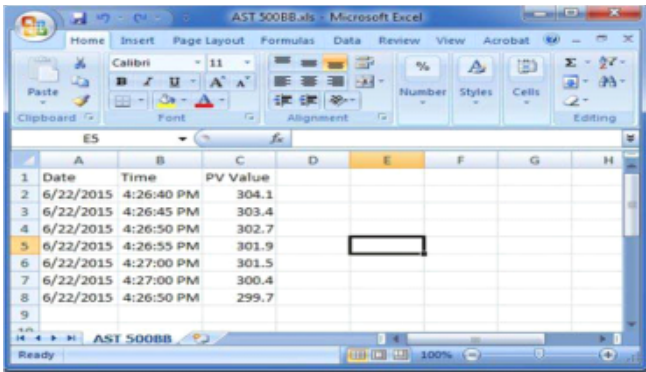 AST 500BB.xls - Microsoft Excel
Home Insert Page Layout Formulas Data Review View Acrobat
Calibri 11
Paste
B I U A A
% Number Styles Cells
Clipboard Font Alignment Editing
E5 fx
A B C D E F G H
1 Date Time PV Value
2 6/22/2015 4:26:40 PM 304.1
3 6/22/2015 4:26:45 PM 303.4
4 6/22/2015 4:26:50 PM 302.7
5 6/22/2015 4:26:55 PM 301.9
6 6/22/2015 4:27:00 PM 301.5
7 6/22/2015 4:27:00 PM 300.4
8 6/22/2015 4:26:50 PM 299.7
9
10
AST 500BB
Ready 100%